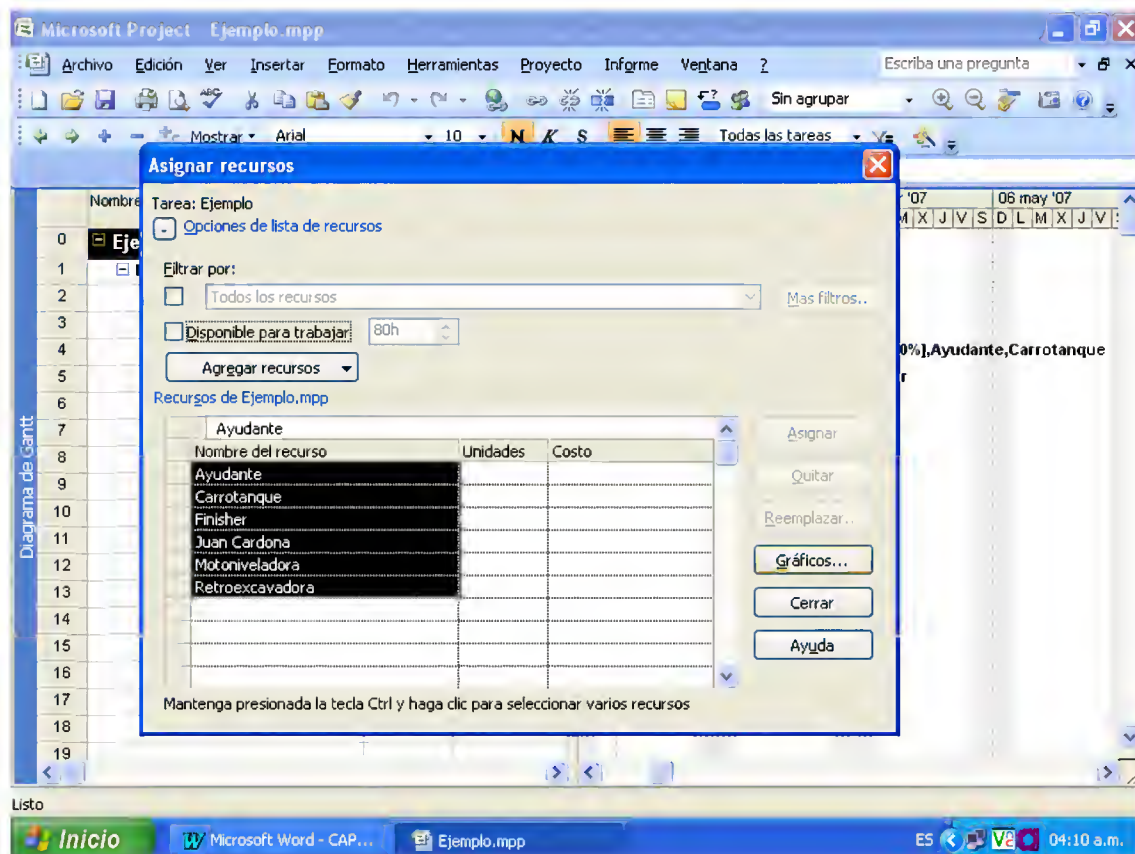 Microsoft Project Ejemplo.mpp
Archivo Edición Ver Insertar Formato Herramientas Proyecto Informe Ventana ? Escriba una pregunta
Sin agrupar
Mostrar Arial 10 N K S Todas las tareas
Asignar recursos
Tarea: Ejemplo
- Opciones de lista de recursos
Filtrar por:
Todos los recursos Mas filtros..
Disponible para trabajar 80h
Agregar recursos
Recursos de Ejemplo.mpp
Ayudante
Nombre del recurso Unidades Costo
Ayudante
Carrotanque
Finisher
Juan Cardona
Motoniveladora
Retroexcavadora
Asignar
Quitar
Reemplazar..
Gráficos...
Cerrar
Ayuda
Mantenga presionada la tecla Ctrl y haga clic para seleccionar varios recursos
Nombre
'07 06 may '07
X J V S D L M X J V
0 Eje
1
2
3
4
5
6
7
8
9
10
11
12
13
14
15
16
17
18
19
0%],Ayudante,Carrotanque
r
Diagrama de Gantt
Listo
Inicio Microsoft Word - CAP... Ejemplo.mpp ES 04:10 a.m.